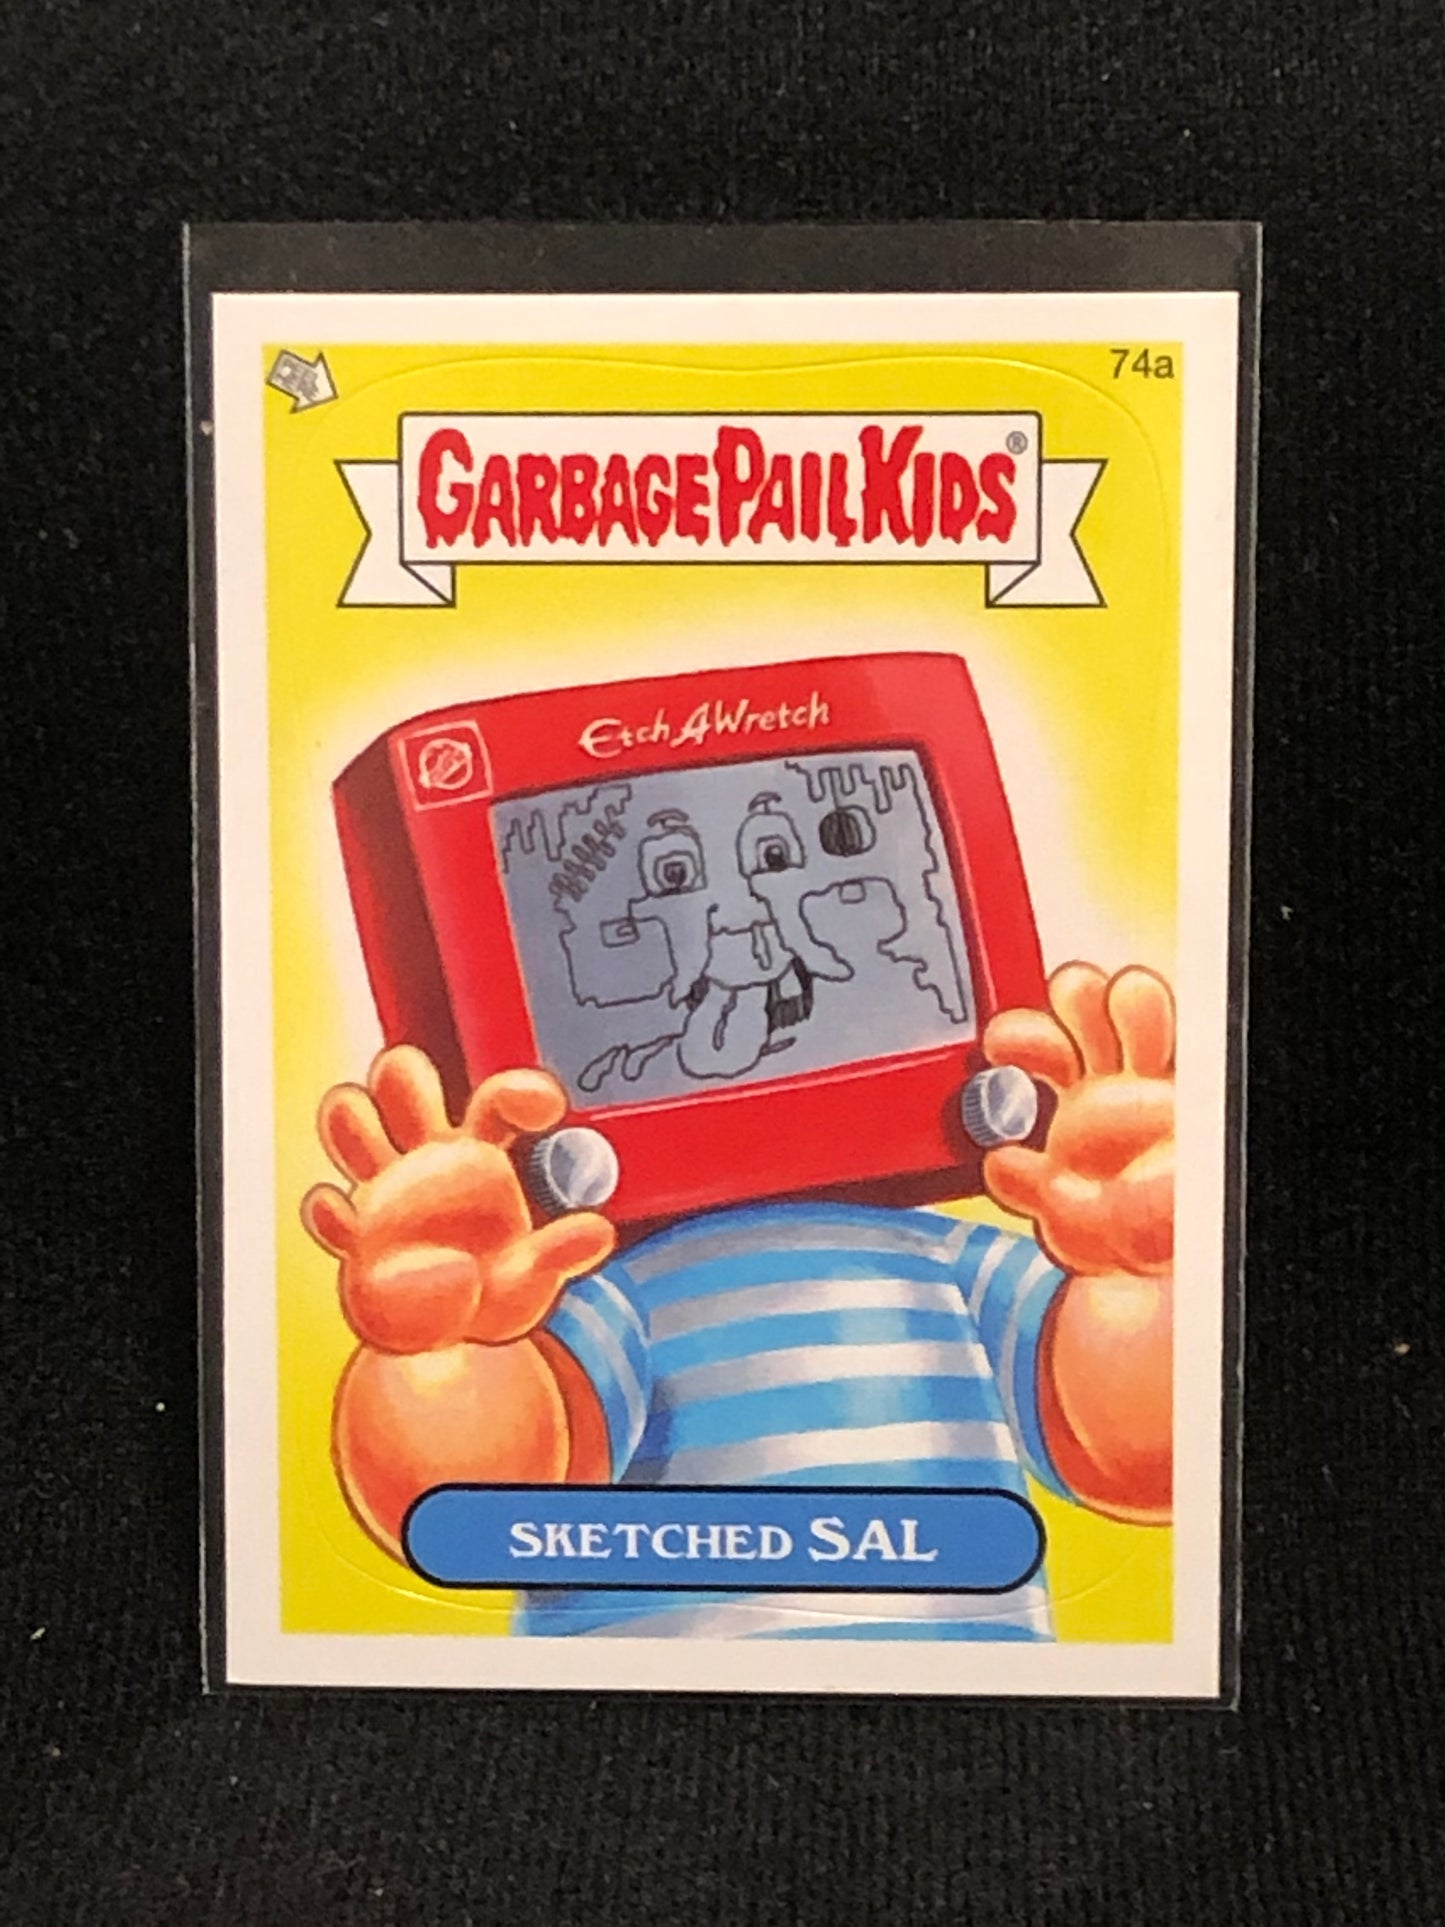 74a
GARBAGE PAIL KIDS®
Etch A Wretch
SKETCHED SAL